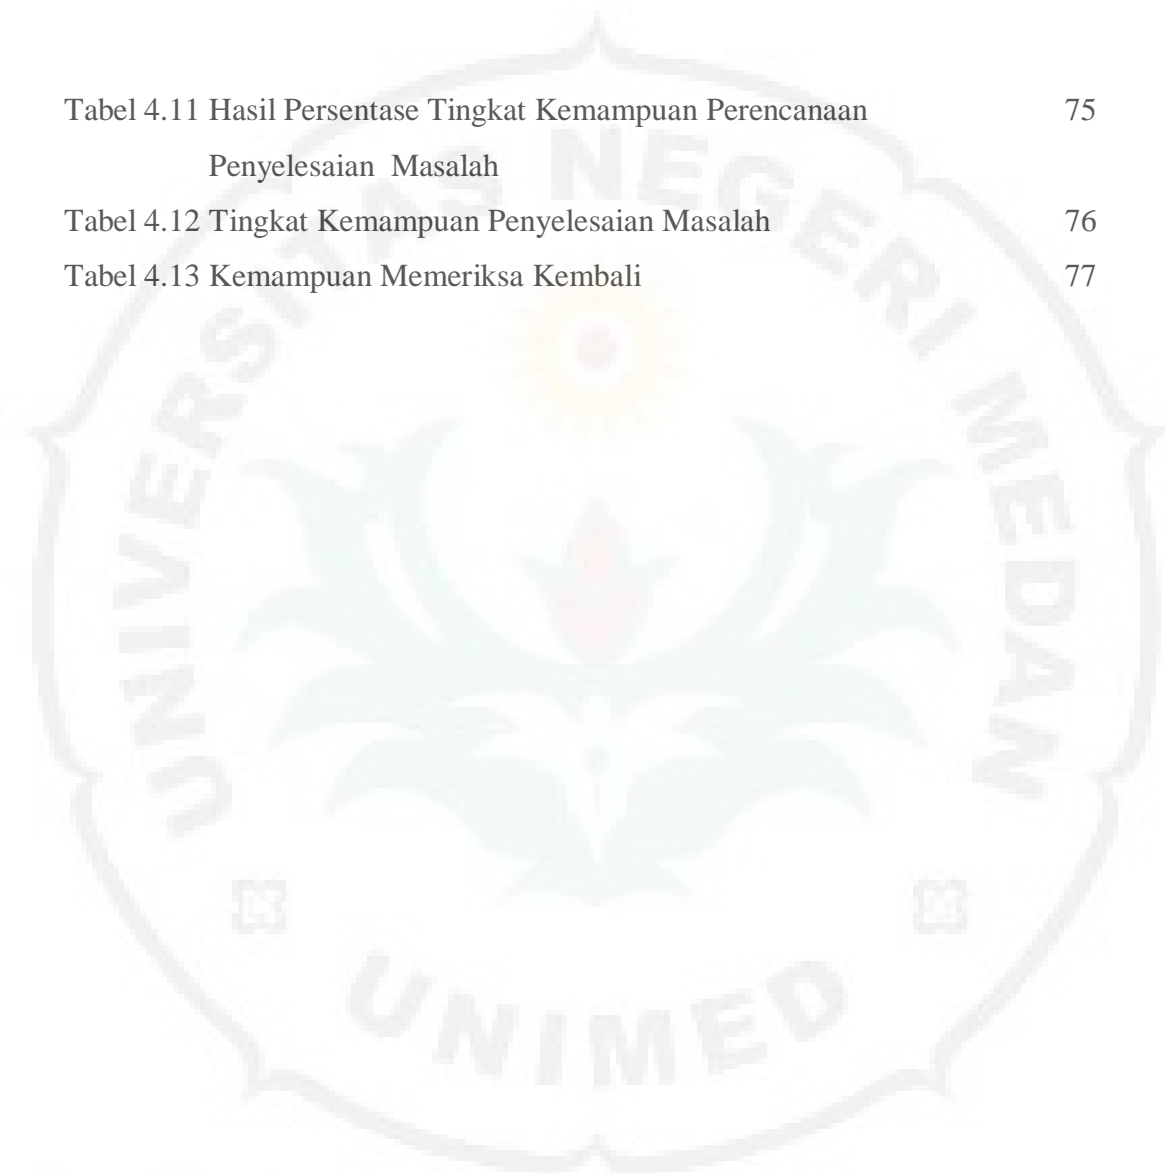 Tabel 4.11 Hasil Persentase Tingkat Kemampuan Perencanaan 75
Penyelesaian Masalah
Tabel 4.12 Tingkat Kemampuan Penyelesaian Masalah 76
Tabel 4.13 Kemampuan Memeriksa Kembali 77
UNIVERSITAS NEGERI MEDAN
UNIMED